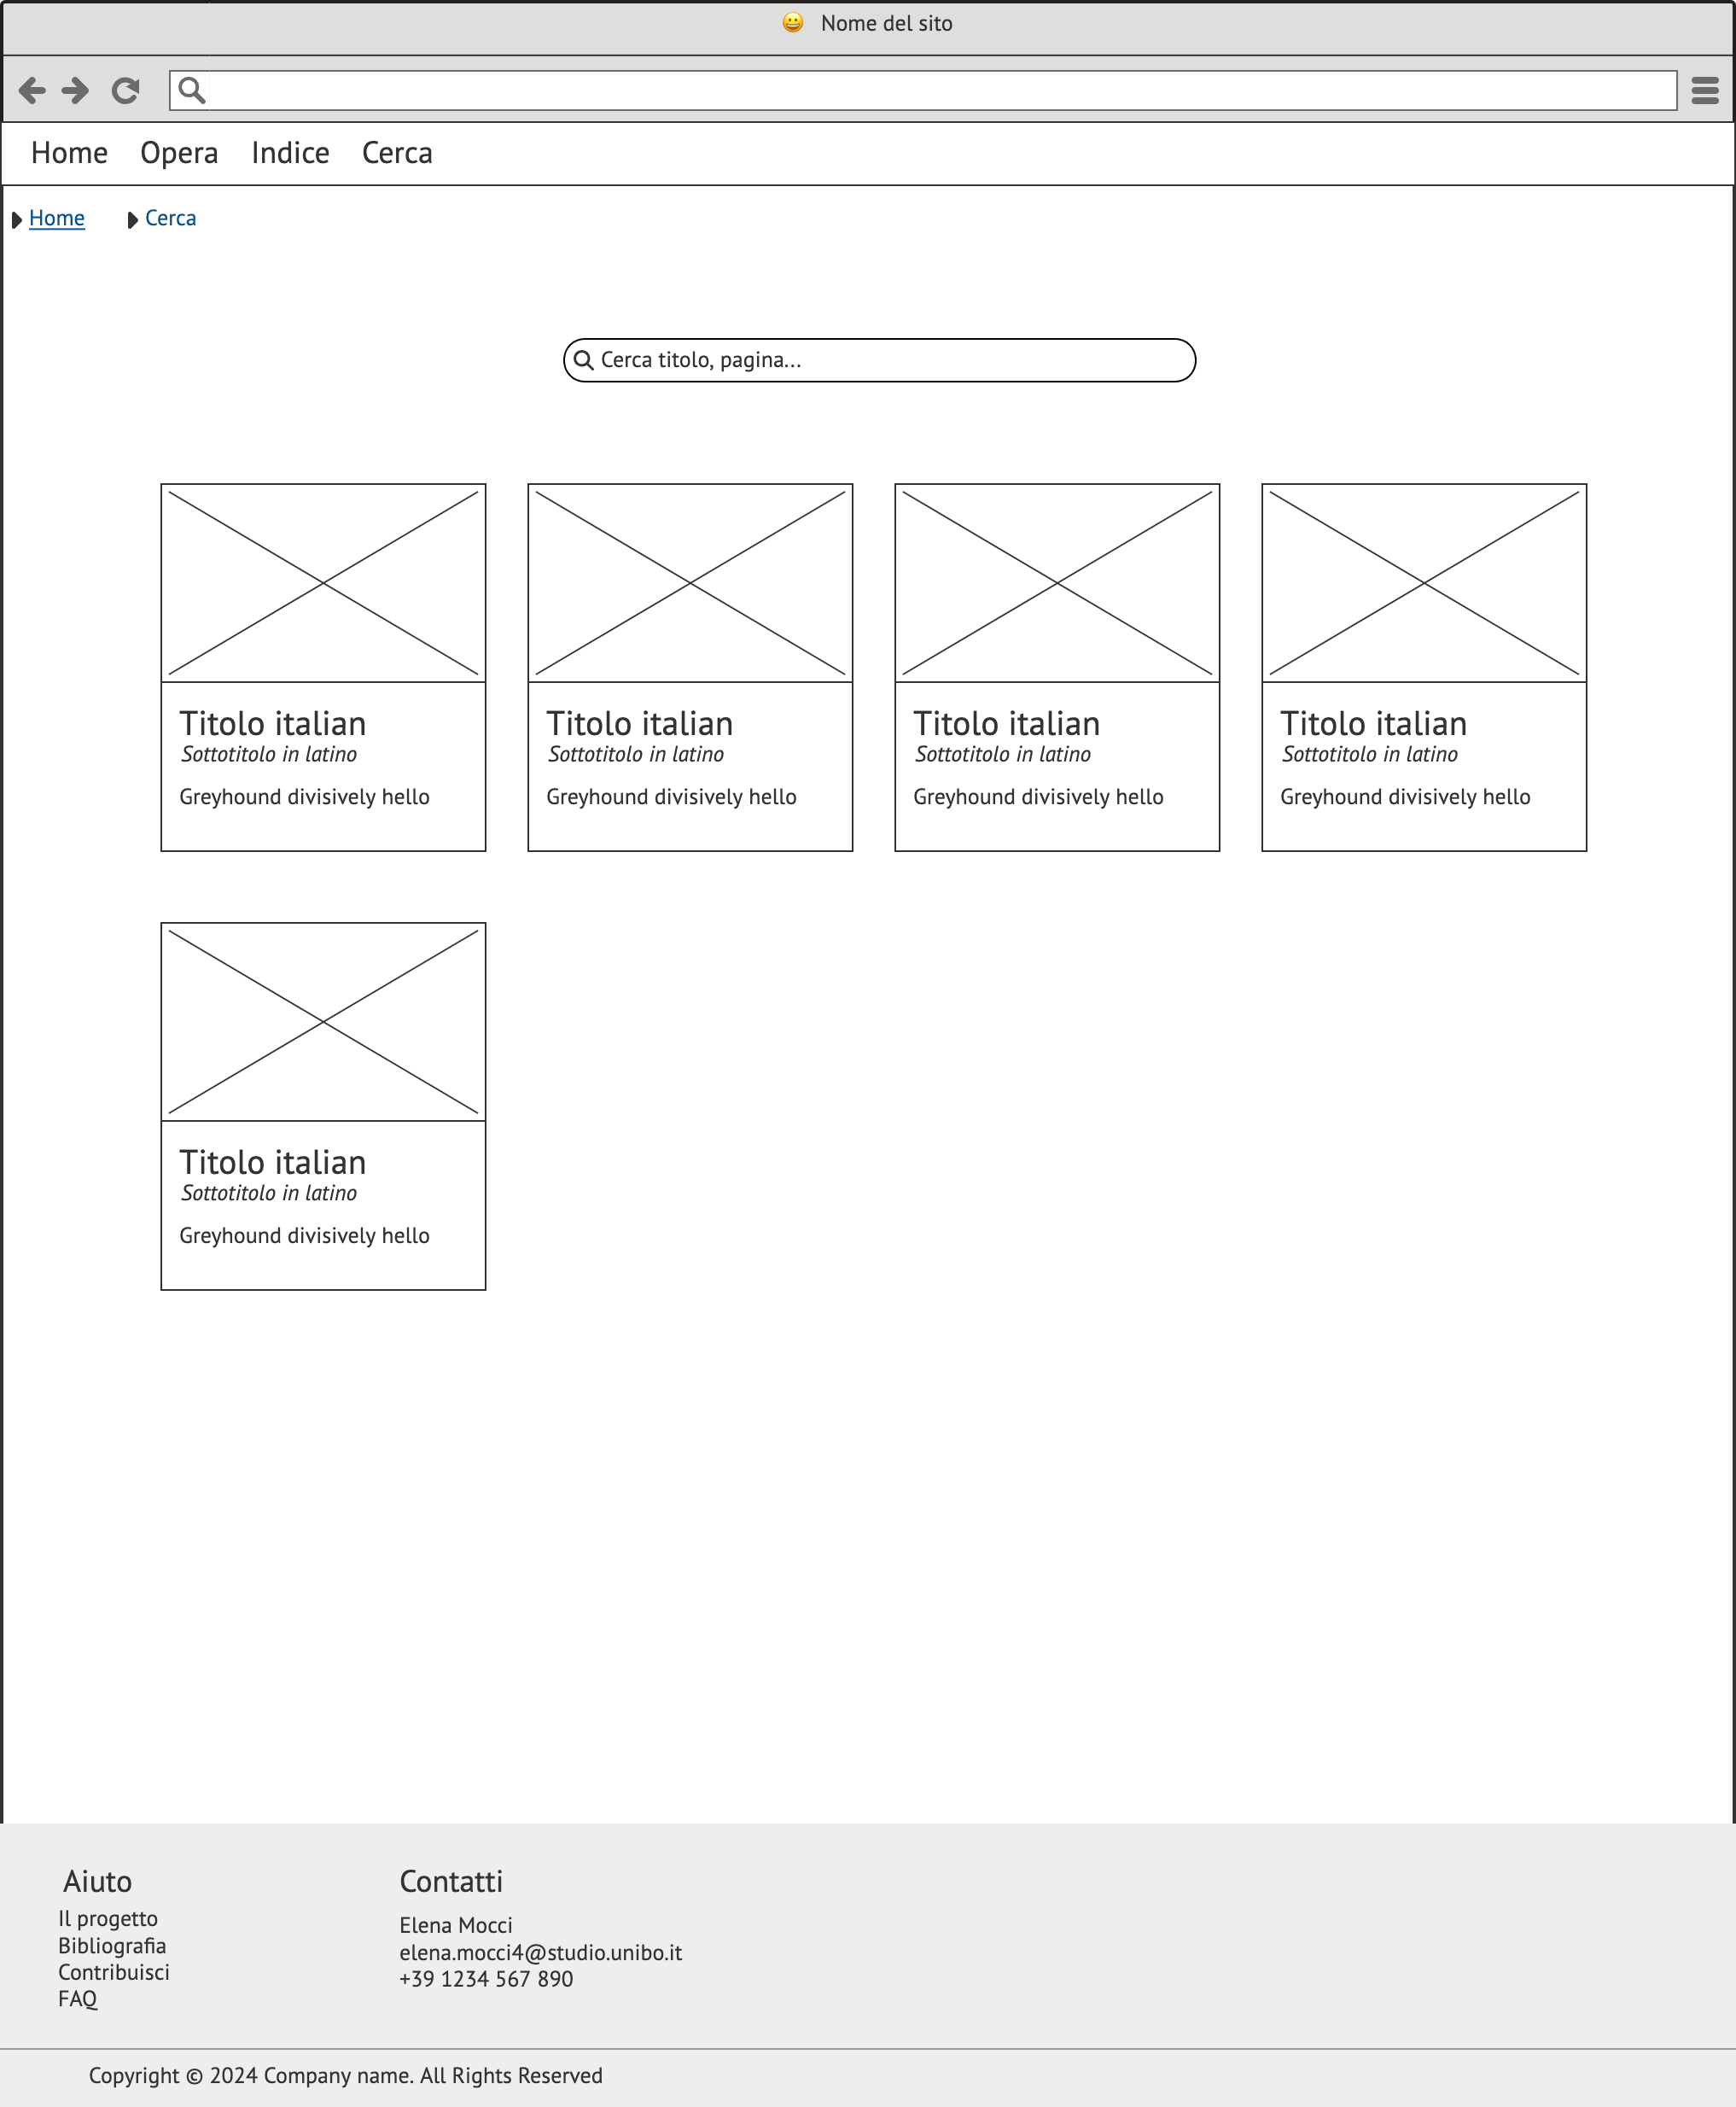 😀 Nome del sito
Home Opera Indice Cerca
Home Cerca
Cerca titolo, pagina...
Titolo italian Titolo italian Titolo italian Titolo italian
Sottotitolo in latino Sottotitolo in latino Sottotitolo in latino Sottotitolo in latino
Greyhound divisively hello Greyhound divisively hello Greyhound divisively hello Greyhound divisively hello
Titolo italian
Sottotitolo in latino
Greyhound divisively hello
Aiuto
Il progetto
Bibliografia
Contribuisci
FAQ
Contatti
Elena Mocci
elena.mocci4@studio.unibo.it
+39 1234 567 890
Copyright © 2024 Company name. All Rights Reserved